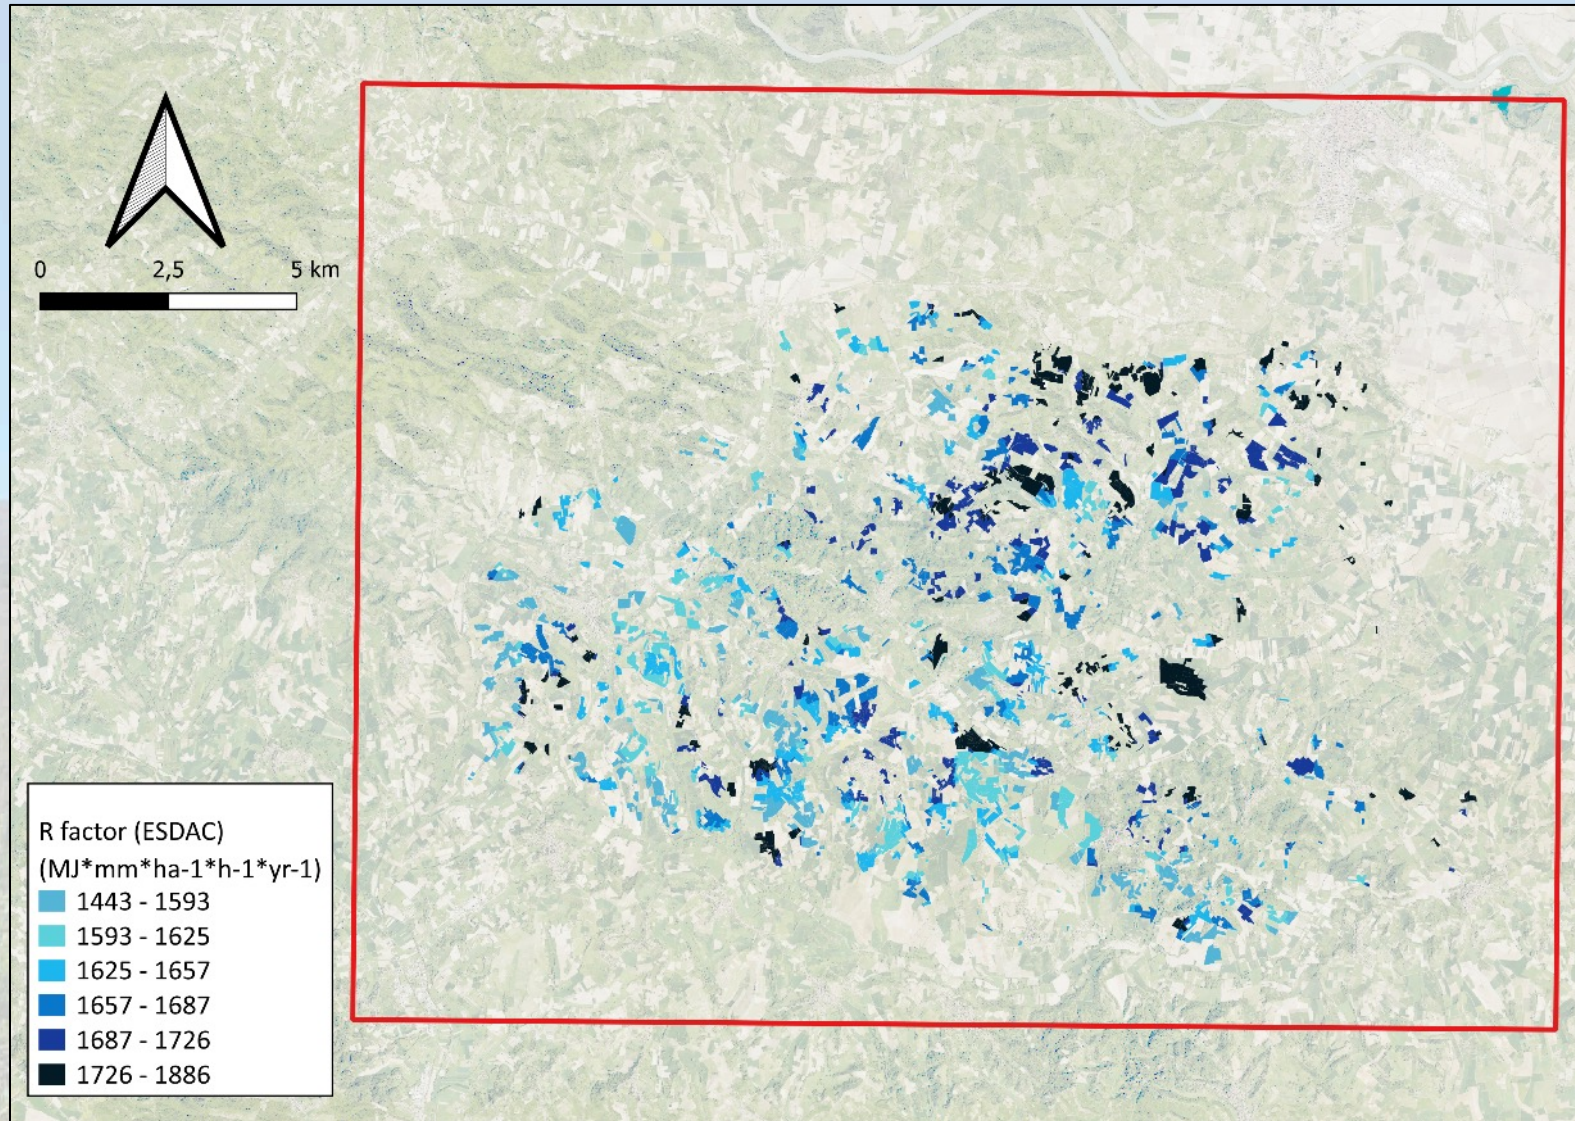 0 2,5 5 km
R factor (ESDAC)
(MJ*mm*ha-1*h-1*yr-1)
1443 - 1593
1593 - 1625
1625 - 1657
1657 - 1687
1687 - 1726
1726 - 1886